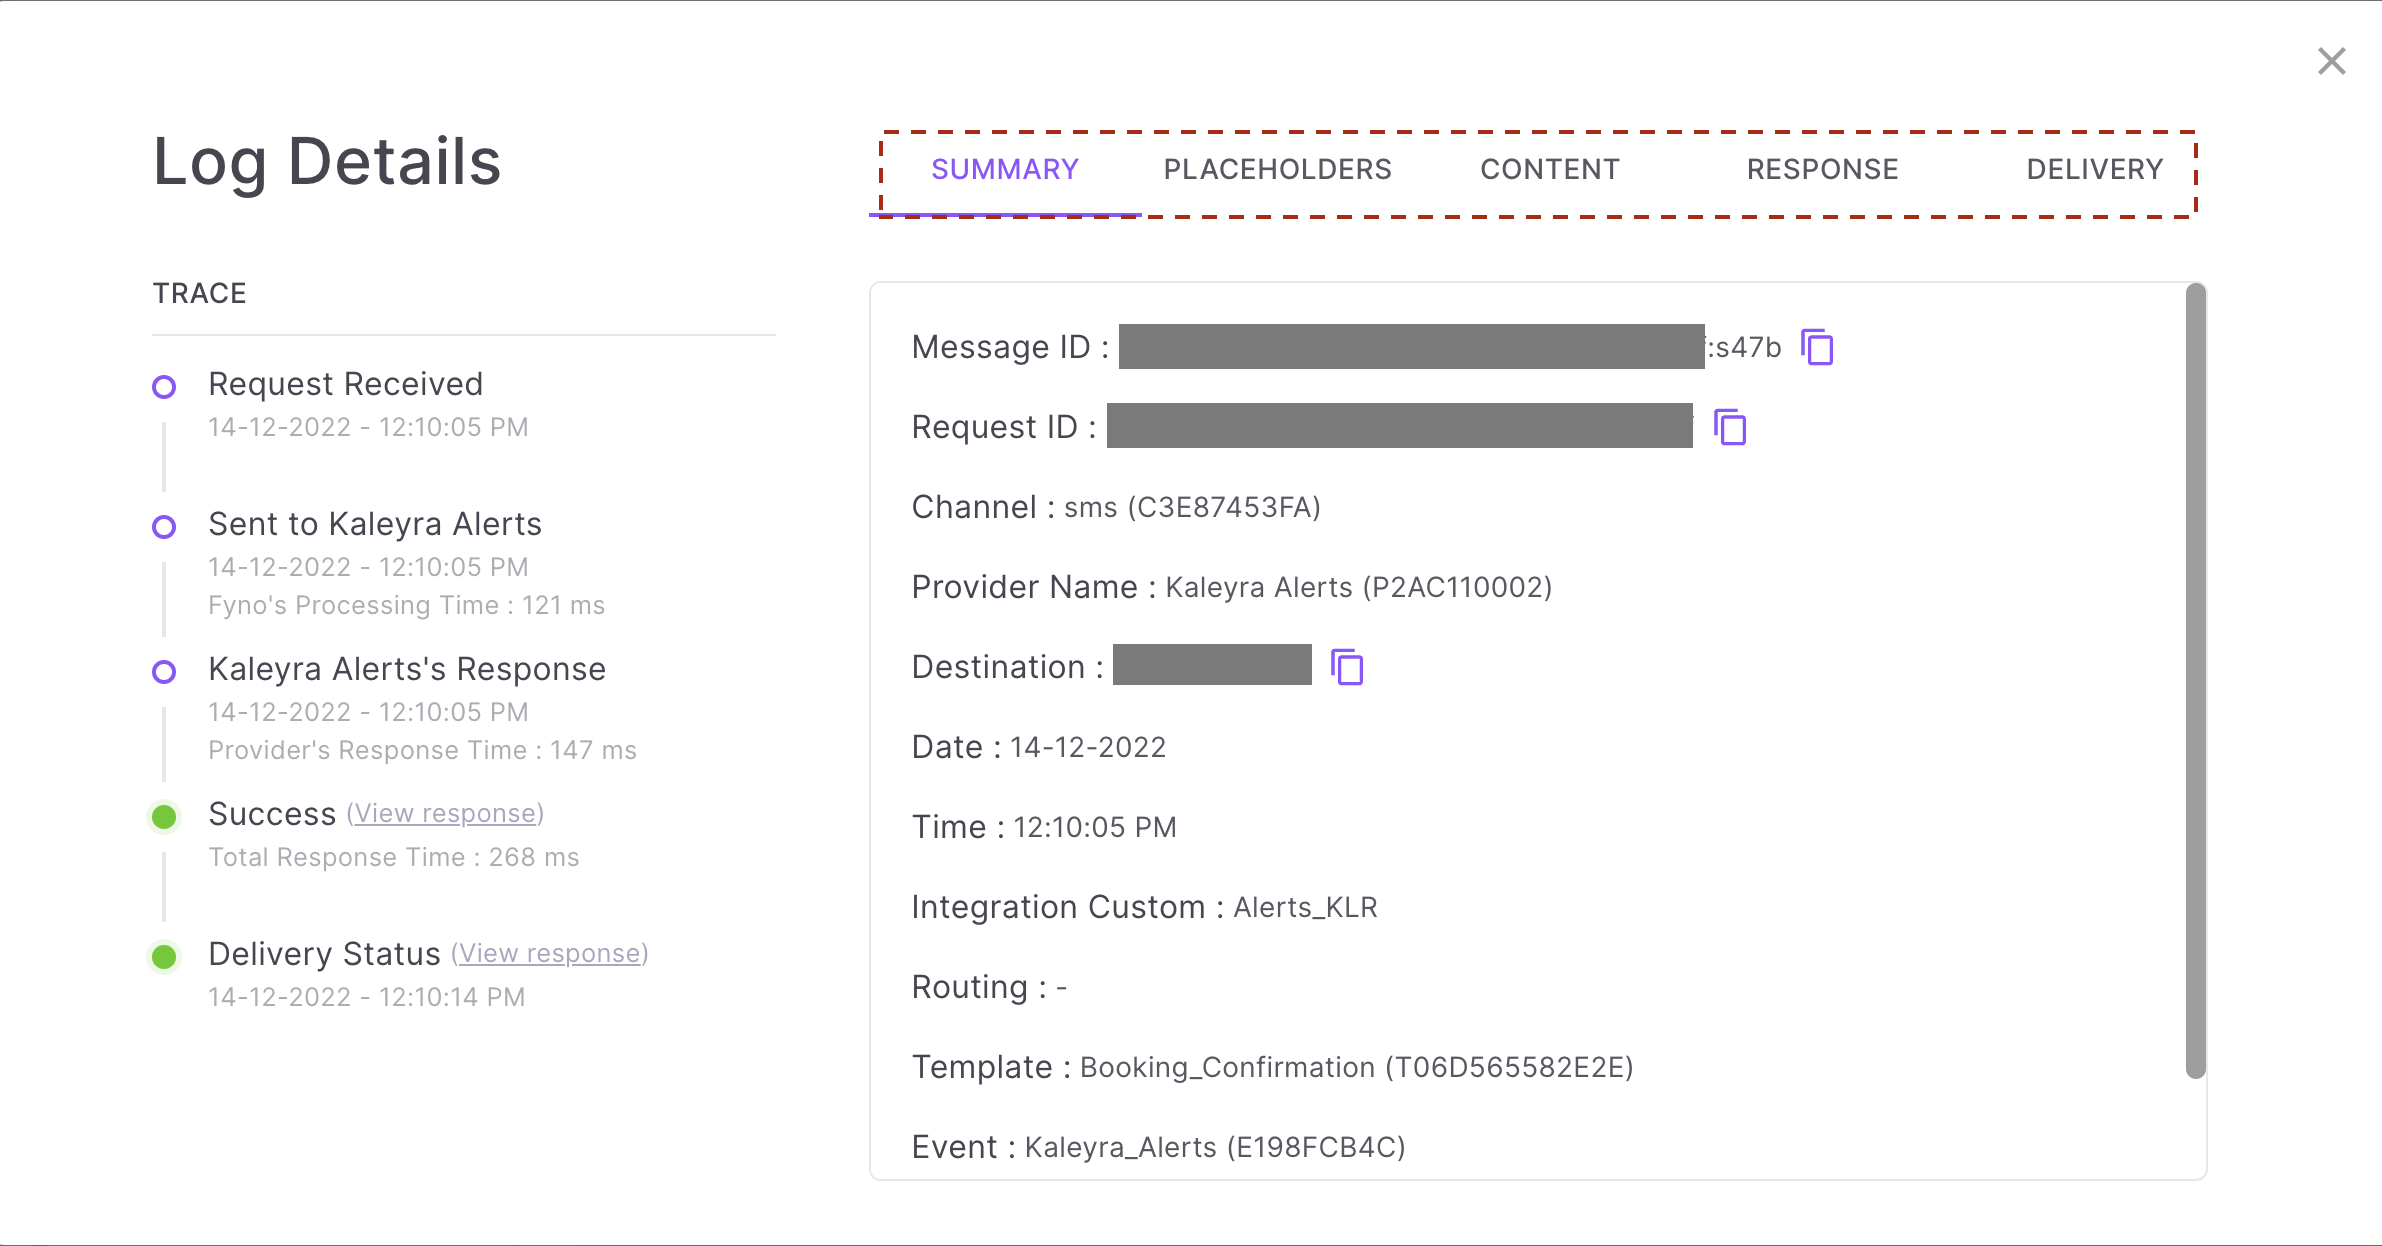 Log Details
SUMMARY PLACEHOLDERS CONTENT RESPONSE DELIVERY
TRACE
Request Received
14-12-2022 - 12:10:05 PM
Sent to Kaleyra Alerts
14-12-2022 - 12:10:05 PM
Fyno's Processing Time : 121 ms
Kaleyra Alerts's Response
14-12-2022 - 12:10:05 PM
Provider's Response Time : 147 ms
Success (View response)
Total Response Time : 268 ms
Delivery Status (View response)
14-12-2022 - 12:10:14 PM
Message ID : :s47b
Request ID :
Channel : sms (C3E87453FA)
Provider Name : Kaleyra Alerts (P2AC110002)
Destination :
Date : 14-12-2022
Time : 12:10:05 PM
Integration Custom : Alerts_KLR
Routing : -
Template : Booking_Confirmation (T06D565582E2E)
Event : Kaleyra_Alerts (E198FCB4C)